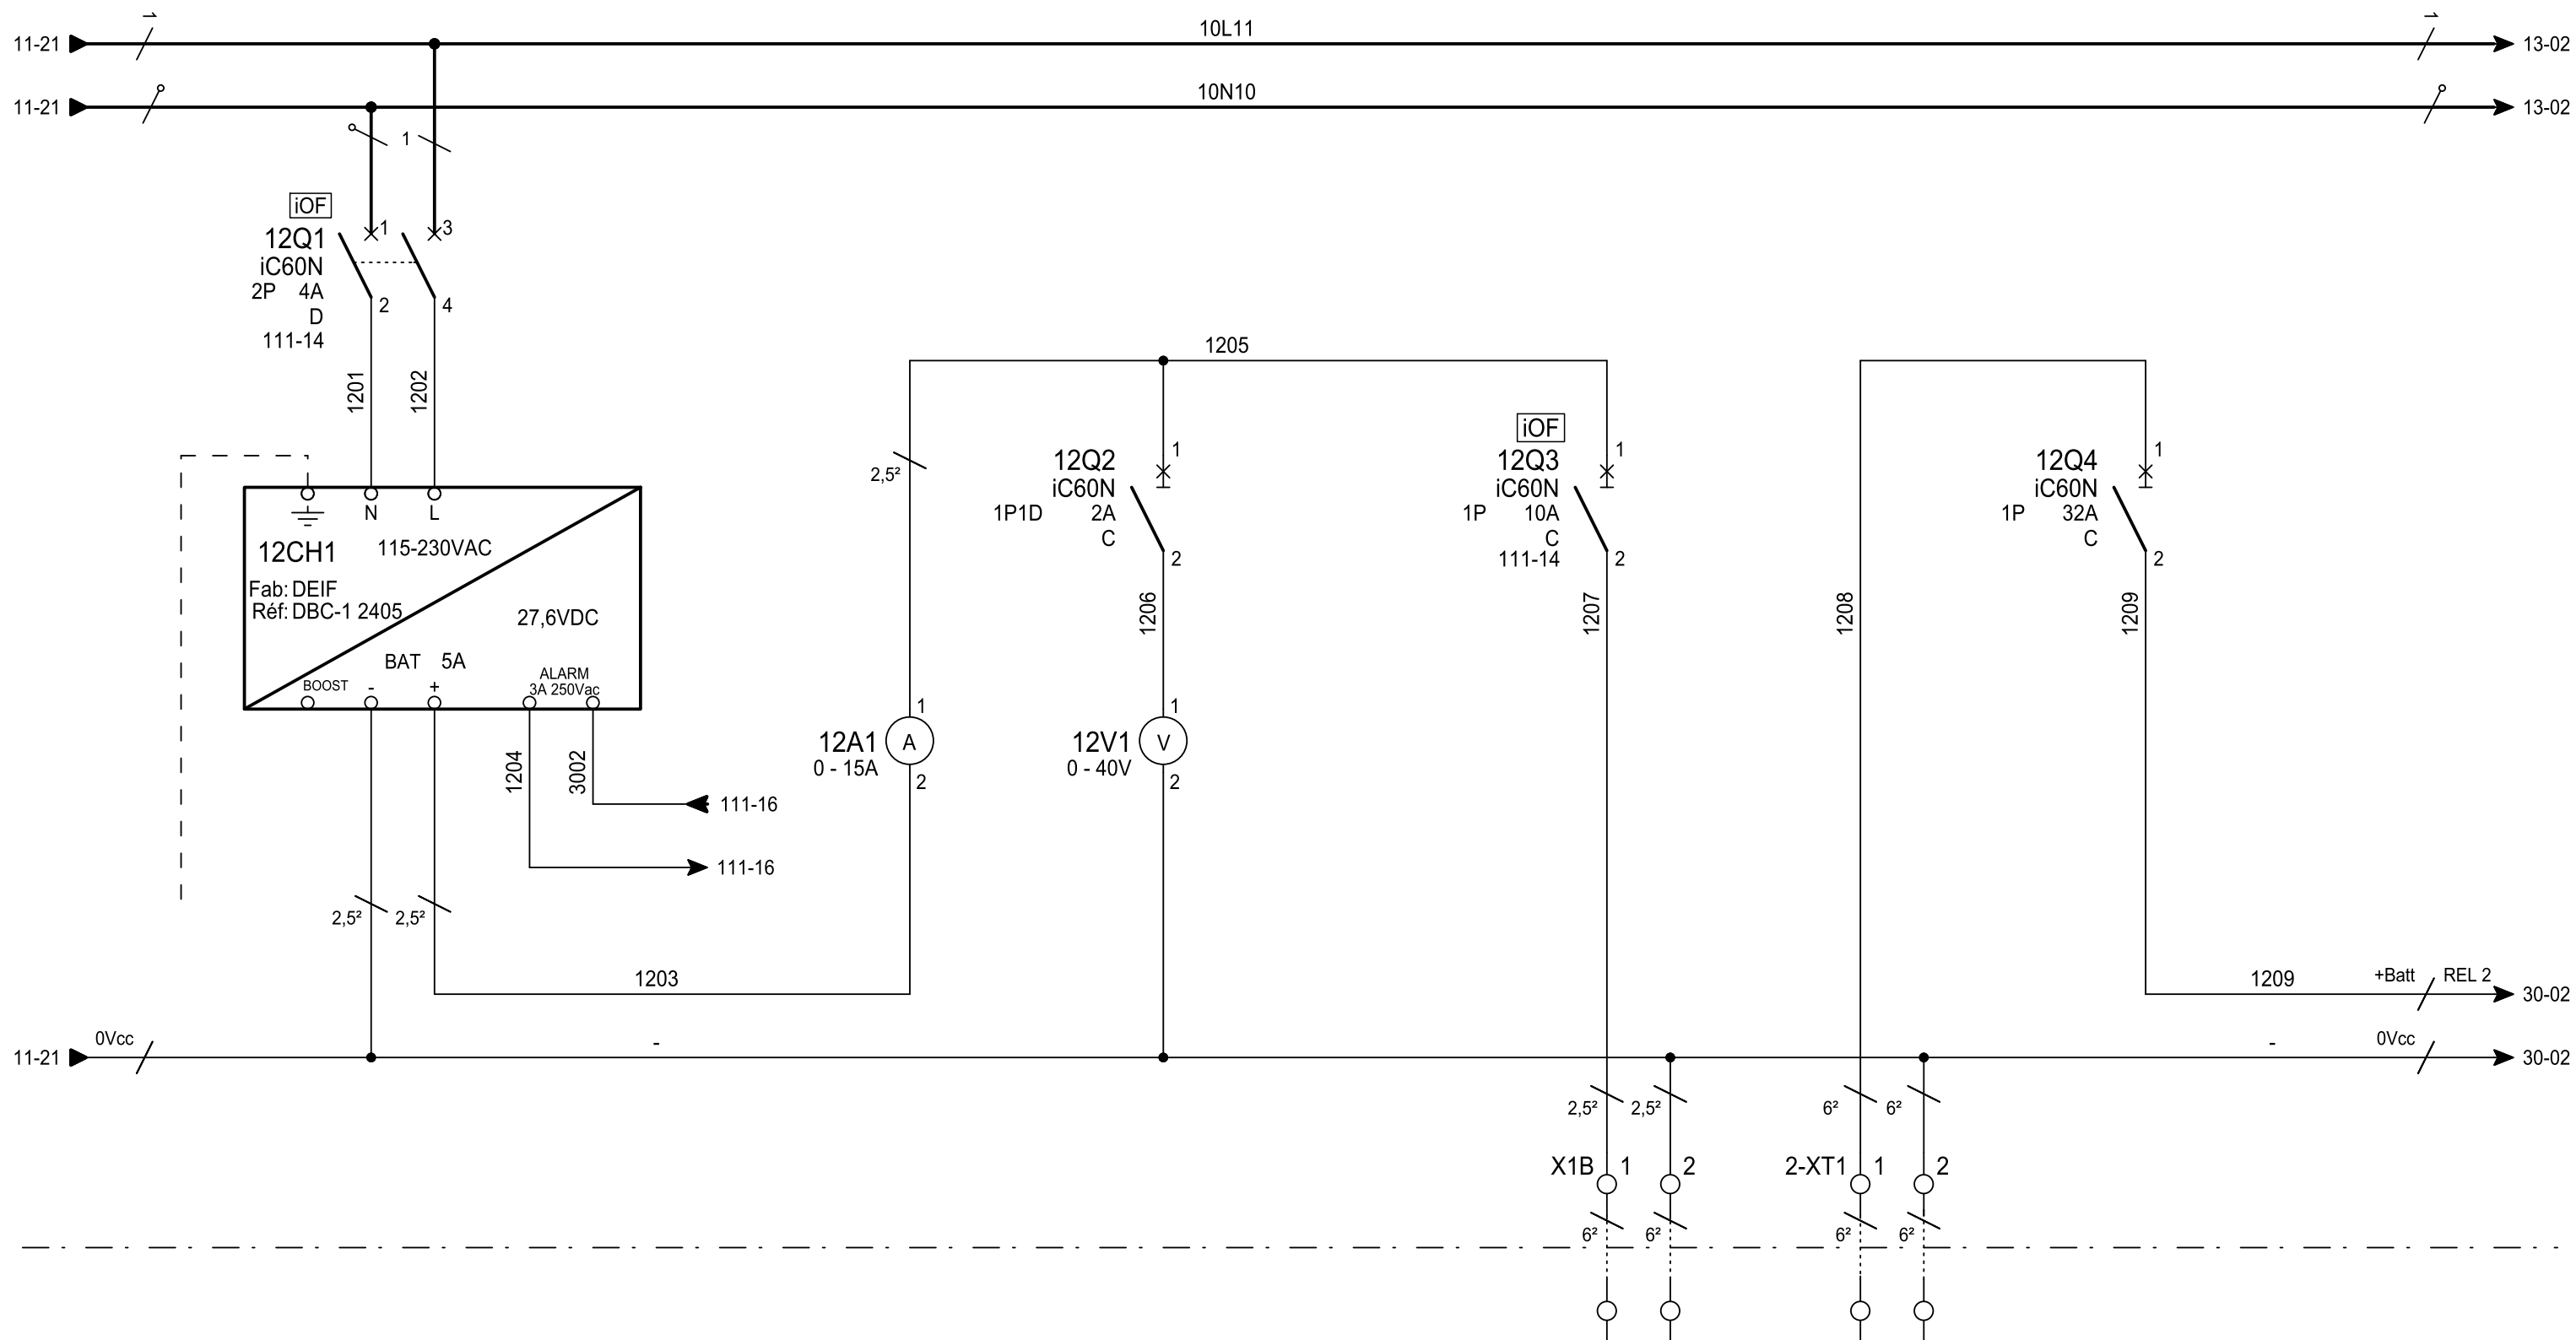 1
1
11-21
10L11
13-02
11-21
10N10
13-02
1
iOF
12Q1
1
3
iC60N
2P 4A
2
4
D
111-14
1201
1202
1205
iOF
1
1
1
12Q2
12Q3
12Q4
2,5²
iC60N
iC60N
iC60N
1P1D 2A
1P 10A
1P 32A
C
C
C
111-14
2
2
2
N
L
12CH1
115-230VAC
Fab: DEIF
Réf: DBC-1 2405
27,6VDC
BAT 5A
BOOST
-
+
ALARM
3A 250Vac
1206
1207
1208
1209
1
1
12A1
A
12V1
V
0 - 15A
0 - 40V
2
2
1204
3002
111-16
111-16
2,5²
2,5²
1203
1209
+Batt
REL 2
30-02
0Vcc
-
-
0Vcc
11-21
30-02
2,5²
2,5²
6²
6²
X1B
1
2
2-XT1
1
2
6²
6²
6²
6²